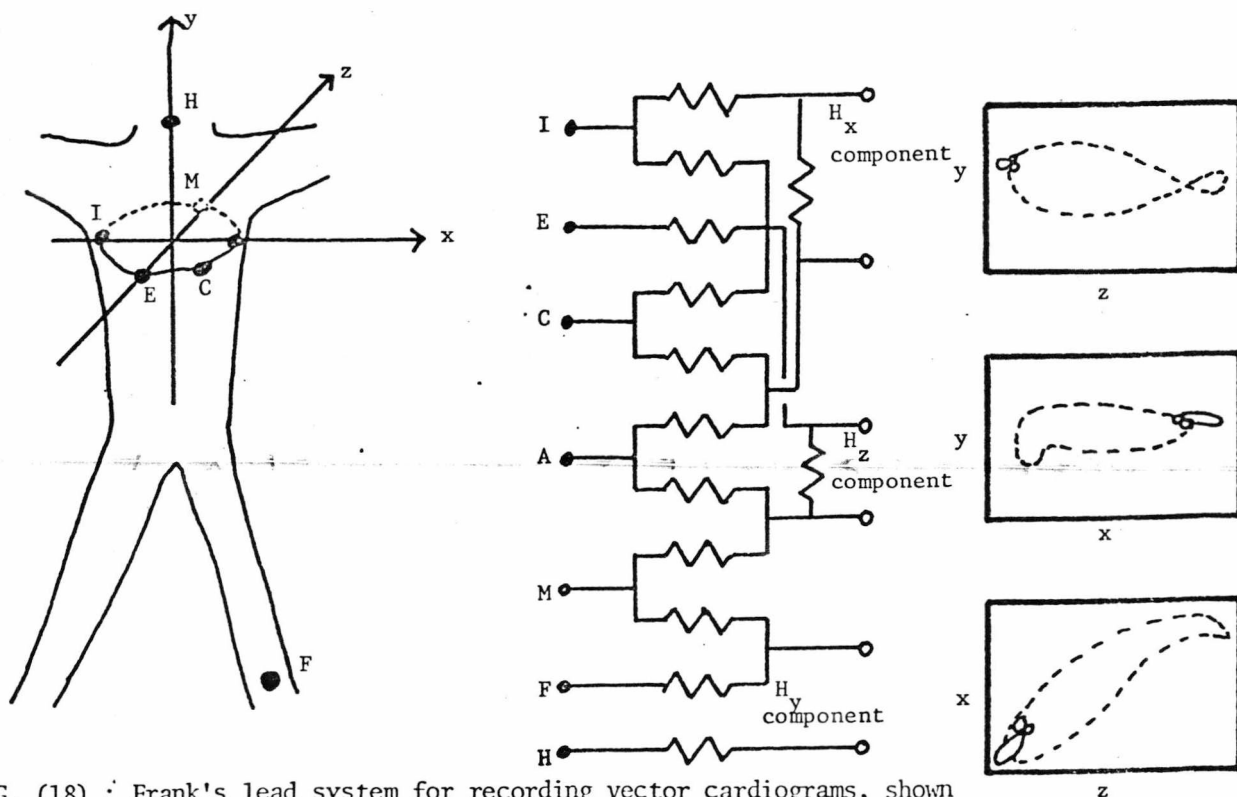 y
z
H
M
I
x
E
C
F
I
E
C
A
M
F
H
H
x
component
H
z
component
H
y
component
y
z
y
x
x
z
G. (18) : Frank's lead system for recording vector cardiograms, shown